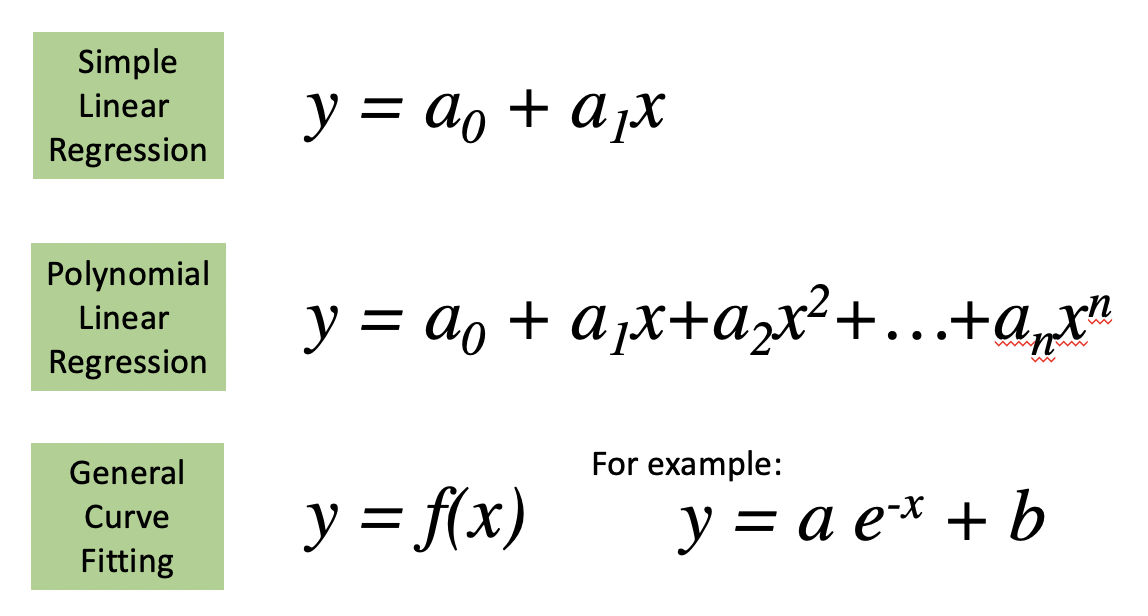 Simple
Linear
Regression
y = a₀ + a₁x
Polynomial
Linear
Regression
y = a₀ + a₁x+a₂x²+...+aₙxⁿ
General
Curve
Fitting
y = f(x)
For example:
y = a e⁻ˣ + b